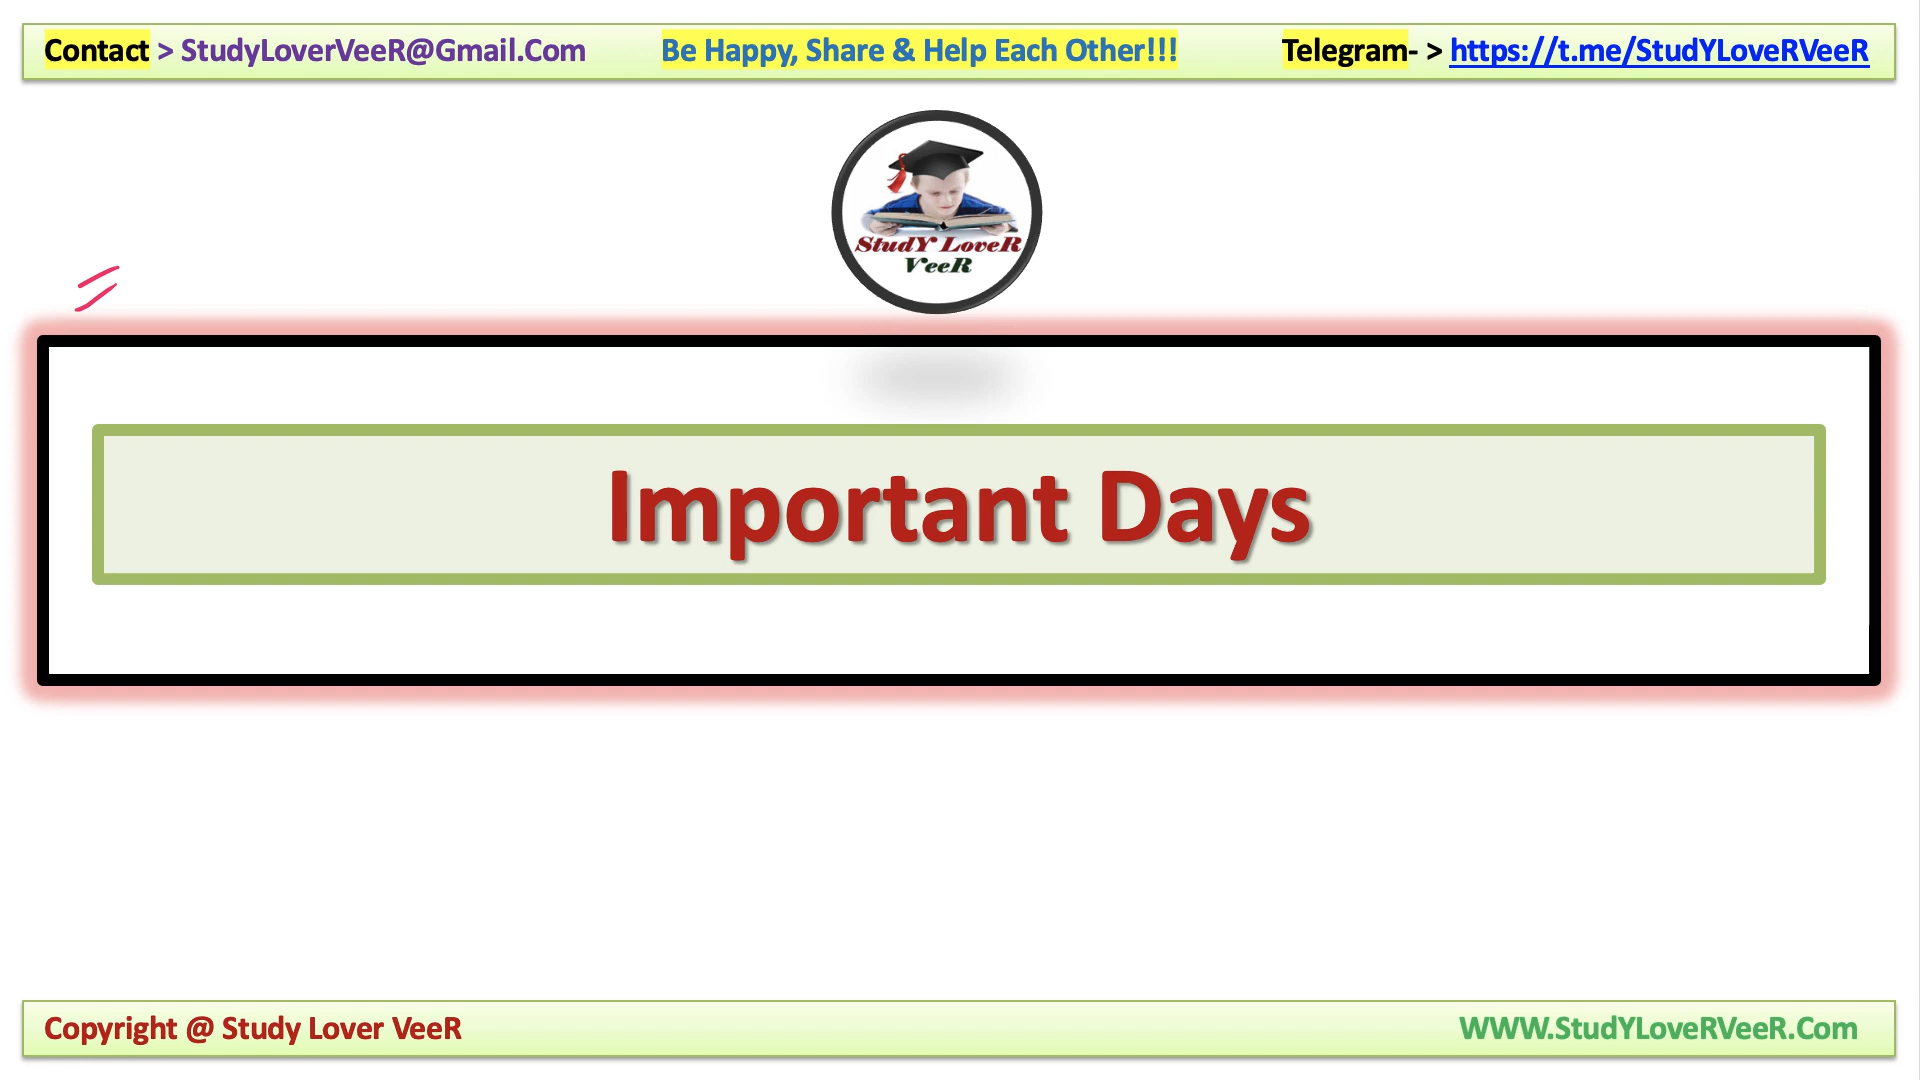 Contact > StudyLoverVeeR@Gmail.Com Be Happy, Share & Help Each Other!!! Telegram- > https://t.me/StudYLoveRVeeR
StudY LoveR
VeeR
Important Days
Copyright @ Study Lover VeeR WWW.StudYLoveRVeeR.Com